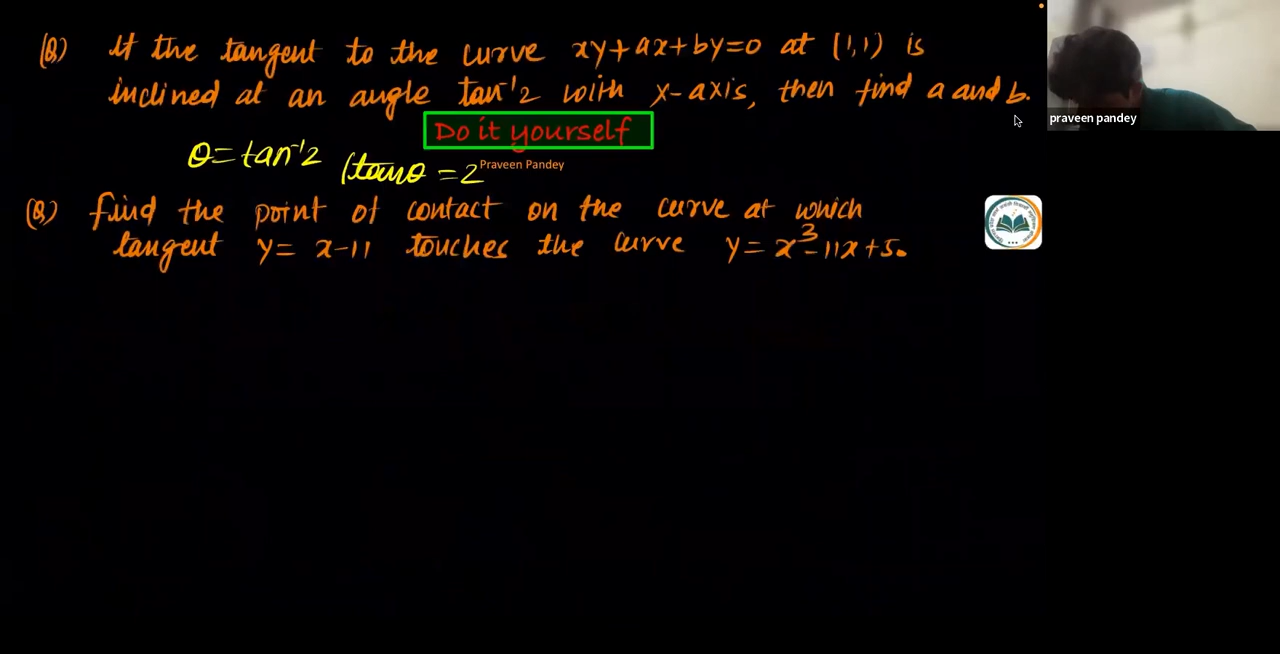 (Q) If the tangent to the curve xy+ax+by=0 at (1,1) is
inclined at an angle tan⁻¹2 with x-axis, then find a and b.
praveen pandey
Do it yourself
θ=tan⁻¹2 (tanθ =2
Praveen Pandey
(Q) find the point of contact on the curve at which
tangent y= x-11 touches the curve y= x³-11x+5.